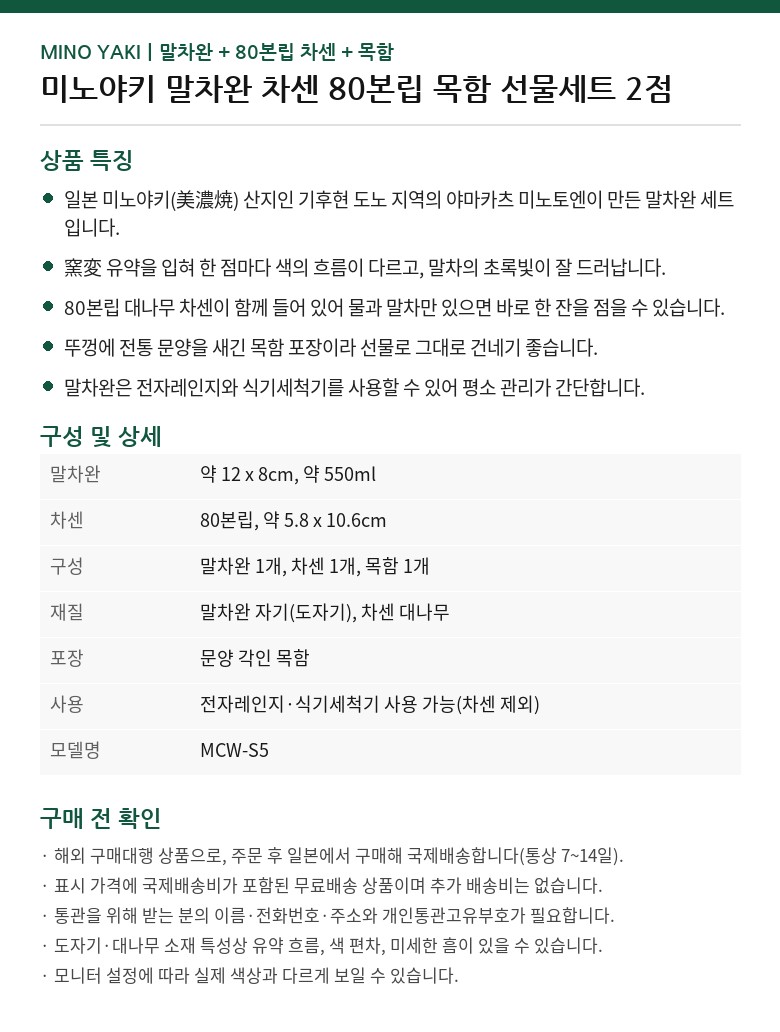 MINO YAKI | 말차완 + 80본립 차센 + 목함
미노야키 말차완 차센 80본립 목함 선물세트 2점
상품 특징
● 일본 미노야키(美濃焼) 산지인 기후현 도노 지역의 야마카츠 미노토엔이 만든 말차완 세트
입니다.
● 窯変 유약을 입혀 한 점마다 색의 흐름이 다르고, 말차의 초록빛이 잘 드러납니다.
● 80본립 대나무 차센이 함께 들어 있어 물과 말차만 있으면 바로 한 잔을 점을 수 있습니다.
● 뚜껑에 전통 문양을 새긴 목함 포장이라 선물로 그대로 건네기 좋습니다.
● 말차완은 전자레인지와 식기세척기를 사용할 수 있어 평소 관리가 간단합니다.
구성 및 상세
말차완 약 12 x 8cm, 약 550ml
차센 80본립, 약 5.8 x 10.6cm
구성 말차완 1개, 차센 1개, 목함 1개
재질 말차완 자기(도자기), 차센 대나무
포장 문양 각인 목함
사용 전자레인지·식기세척기 사용 가능(차센 제외)
모델명 MCW-S5
구매 전 확인
· 해외 구매대행 상품으로, 주문 후 일본에서 구매해 국제배송합니다(통상 7~14일).
· 표시 가격에 국제배송비가 포함된 무료배송 상품이며 추가 배송비는 없습니다.
· 통관을 위해 받는 분의 이름·전화번호·주소와 개인통관고유부호가 필요합니다.
· 도자기·대나무 소재 특성상 유약 흐름, 색 편차, 미세한 흠이 있을 수 있습니다.
· 모니터 설정에 따라 실제 색상과 다르게 보일 수 있습니다.